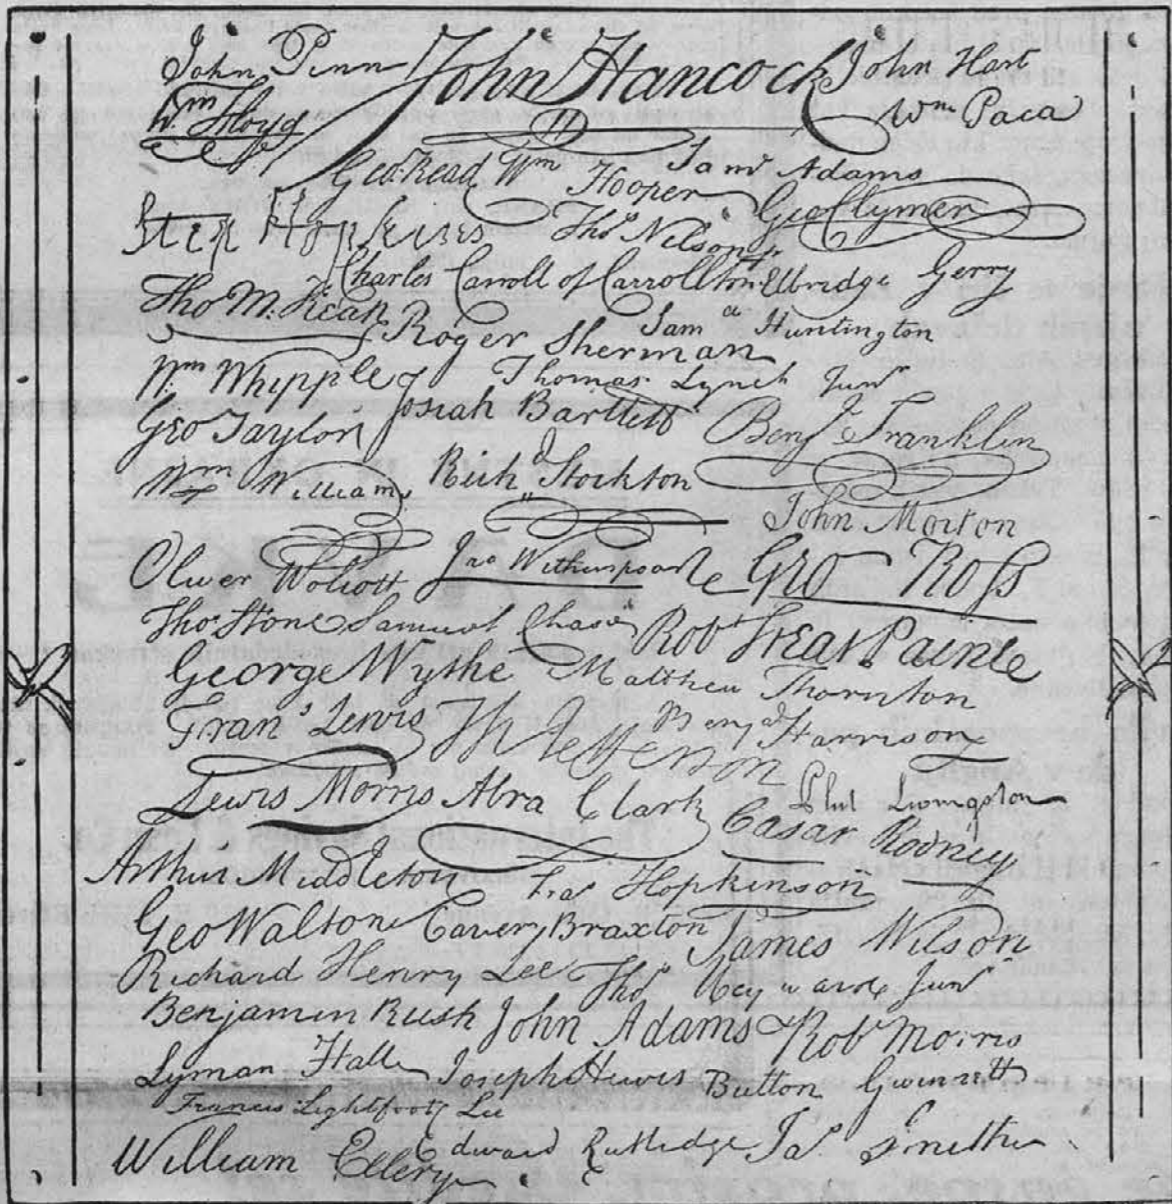 John Penn John Hancock John Hart
Wm Floyd Wm Paca
Geo. Read Wm Hooper Saml Adams
Step Hopkins Thos Nelson Jr Geo Clymer
Charles Carroll of Carrollton Elbridge Gerry
Tho M. Kean Roger Sherman Saml Huntington
Wm Whipple Thomas Lynch Junr
Geo Taylor Josiah Bartlett Benj Franklin
Wm Williams Richd Stockton John Morton
Oliver Wolcott Jno Witherspoon Geo Ross
Thos Stone Samuel Chase Robt Treat Paine
George Wythe Matthew Thornton
Frans Lewis Th Jefferson Benj Harrison
Lewis Morris Abra Clark Phil Livingston
Casar Rodney
Arthur Middleton Fras Hopkinson
Geo Walton Carter Braxton James Wilson
Richard Henry Lee Thos Heyward Junr
Benjamin Rush John Adams Robt Morris
Lyman Hall Joseph Hewes Button Gwinnett
Francis Lightfoot Lee
William Ellery Edward Rutledge Jas Smith